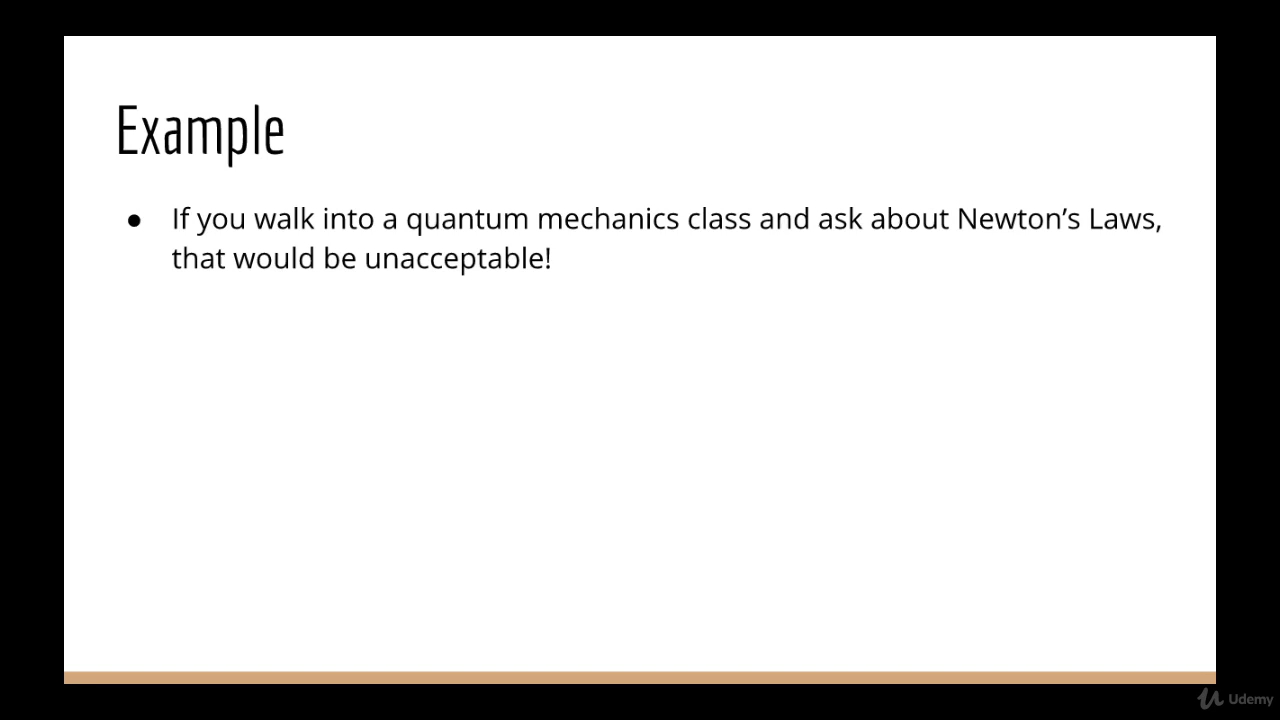 Example
● If you walk into a quantum mechanics class and ask about Newton’s Laws,
that would be unacceptable!
Udemy